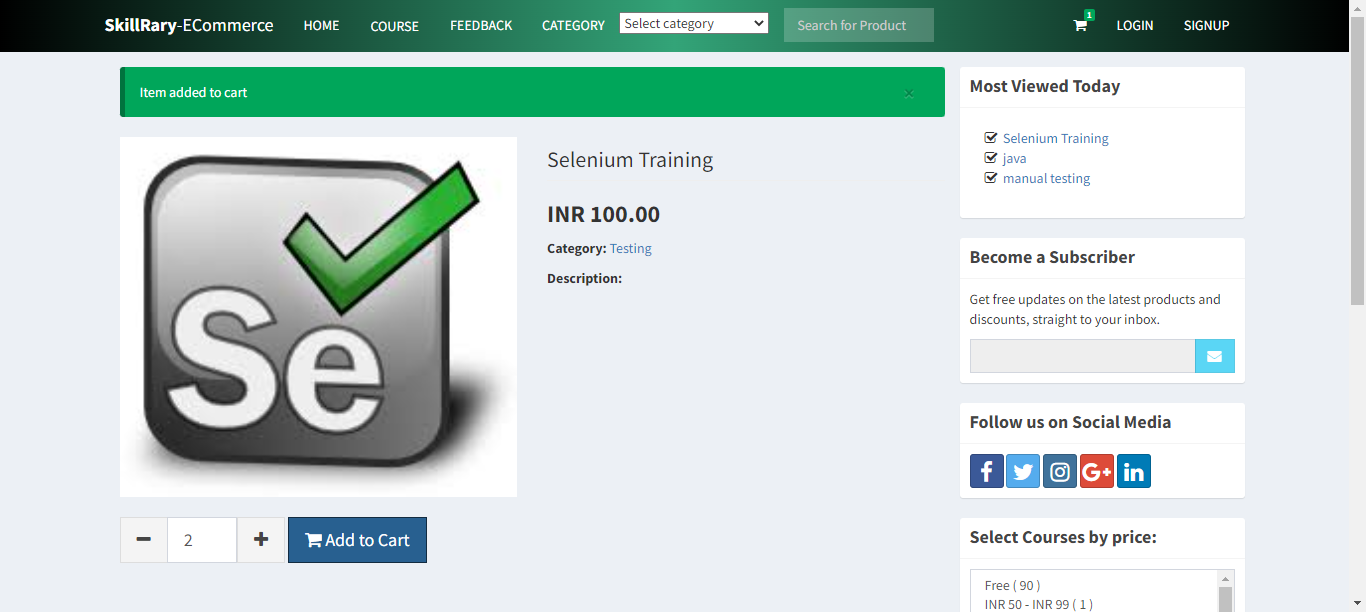 SkillRary-ECommerce HOME COURSE FEEDBACK CATEGORY Select category Search for Product 1 LOGIN SIGNUP
Item added to cart ×
Se
Selenium Training
INR 100.00
Category: Testing
Description:
2 Add to Cart
Most Viewed Today
Selenium Training
java
manual testing
Become a Subscriber
Get free updates on the latest products and
discounts, straight to your inbox.
Follow us on Social Media
f G+ in
Select Courses by price:
Free ( 90 )
INR 50 - INR 99 ( 1 )